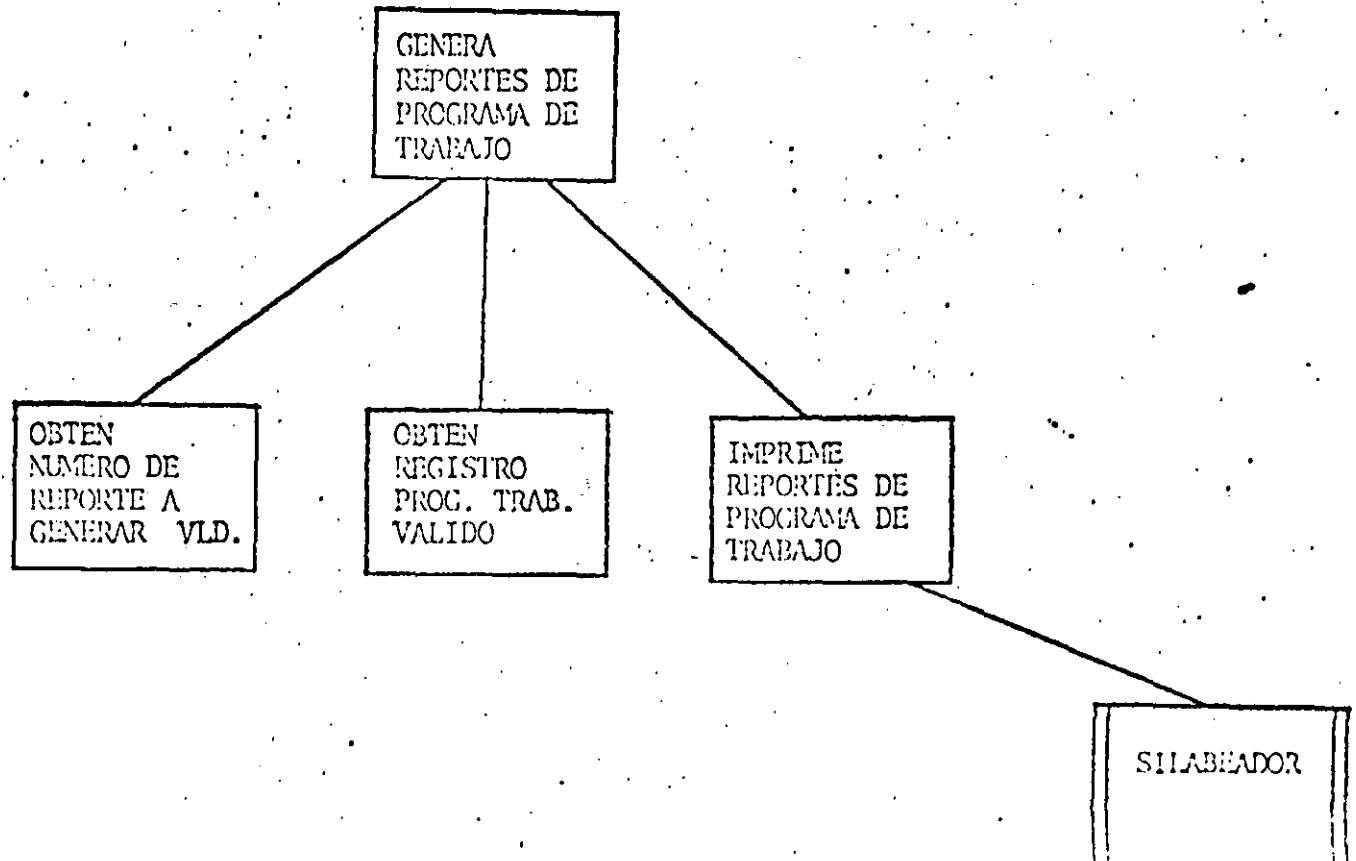 GENERA
REPORTES DE
PROGRAMA DE
TRABAJO
OBTEN
NUMERO DE
REPORTE A
GENERAR VLD.
OBTEN
REGISTRO
PROG. TRAB.
VALIDO
IMPRIME
REPORTES DE
PROGRAMA DE
TRABAJO
SILABEADOR